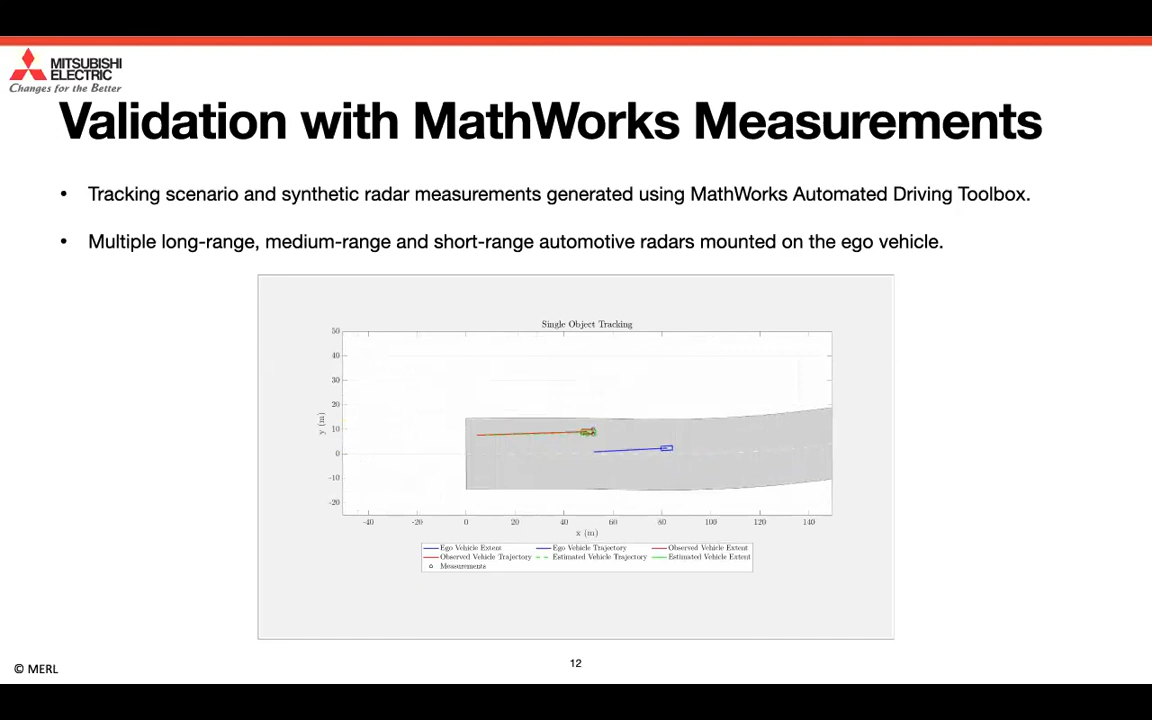 MITSUBISHI
ELECTRIC
Changes for the Better
Validation with MathWorks Measurements
• Tracking scenario and synthetic radar measurements generated using MathWorks Automated Driving Toolbox.
• Multiple long-range, medium-range and short-range automotive radars mounted on the ego vehicle.
Single Object Tracking
50
40
30
20
10
0
-10
-20
y (m)
-40 -20 0 20 40 60 80 100 120 140
x (m)
Ego Vehicle Extent Ego Vehicle Trajectory Observed Vehicle Extent
Observed Vehicle Trajectory Estimated Vehicle Trajectory Estimated Vehicle Extent
Measurements
12
© MERL